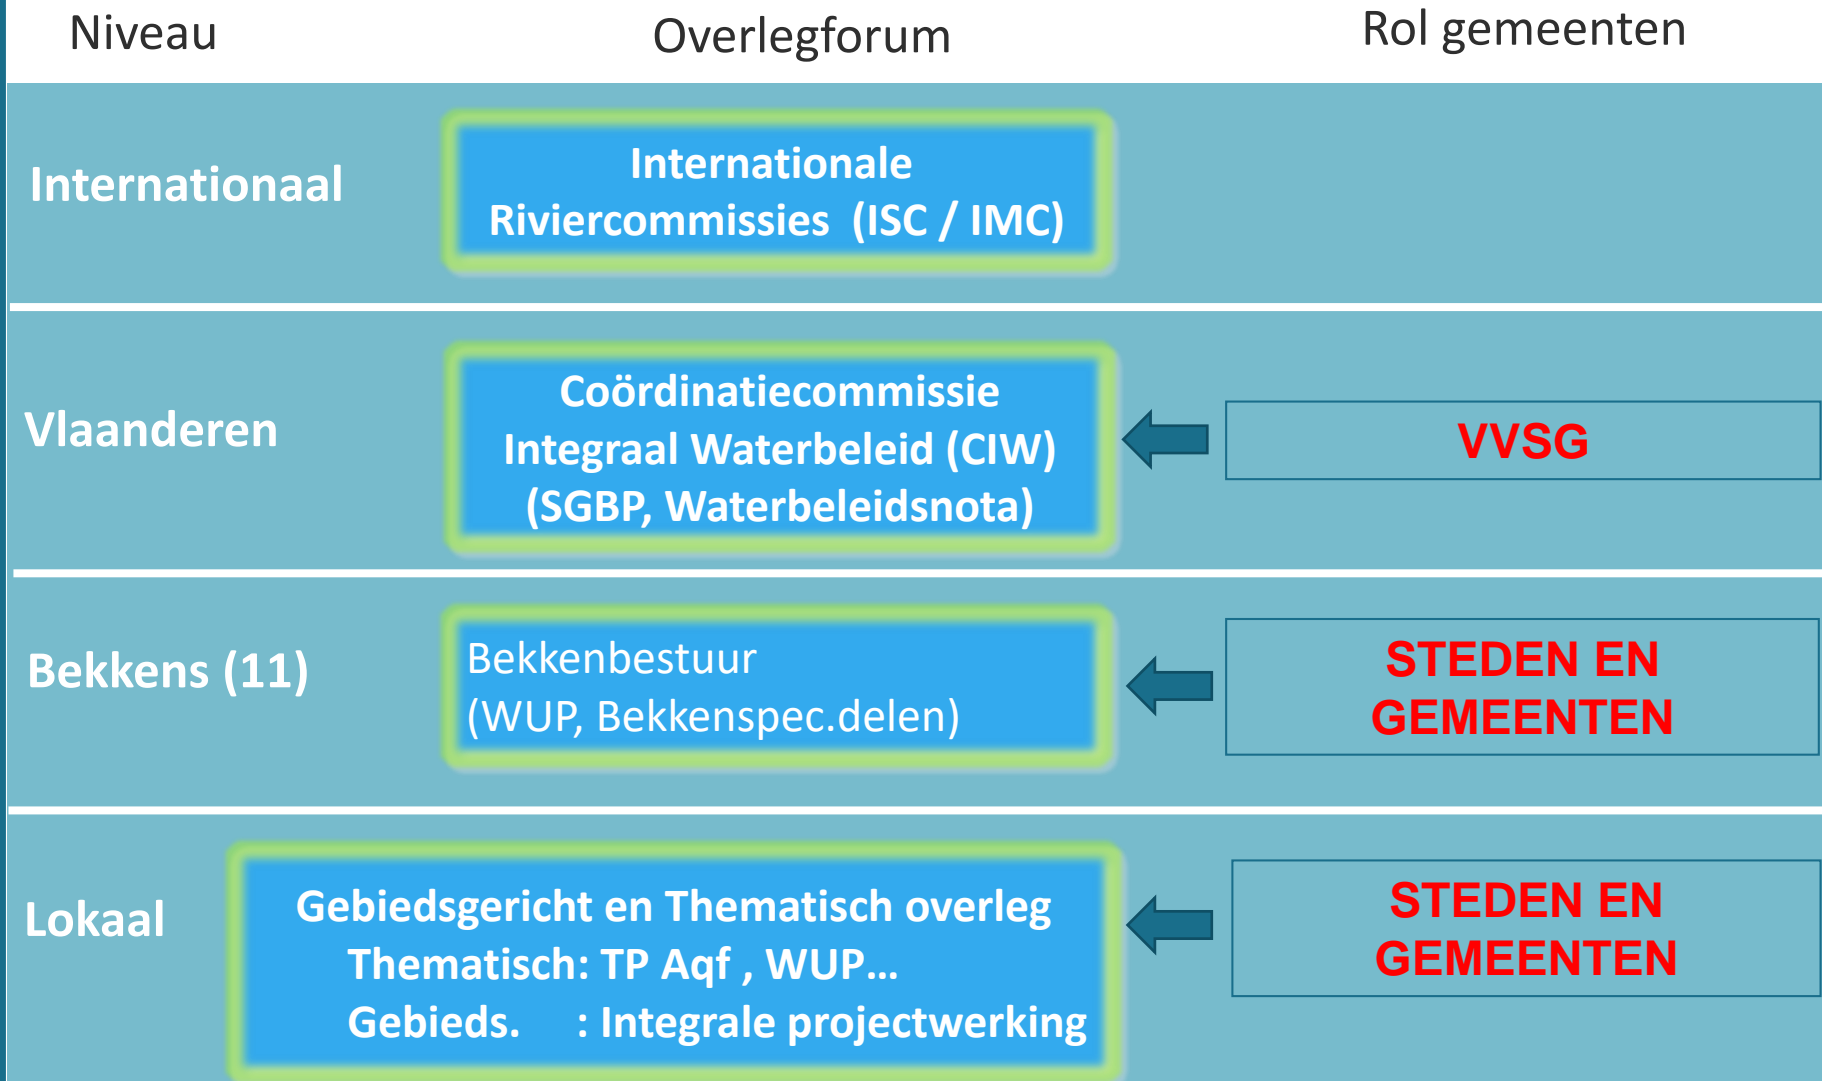 Niveau
Overlegforum
Rol gemeenten
Internationaal
Internationale
Riviercommissies (ISC / IMC)
Vlaanderen
Coördinatiecommissie
Integraal Waterbeleid (CIW)
(SGBP, Waterbeleidsnota)
VVSG
Bekkens (11)
Bekkenbestuur
(WUP, Bekkenspec.delen)
STEDEN EN
GEMEENTEN
Lokaal
Gebiedsgericht en Thematisch overleg
Thematisch: TP Aqf , WUP...
Gebieds. : Integrale projectwerking
STEDEN EN
GEMEENTEN